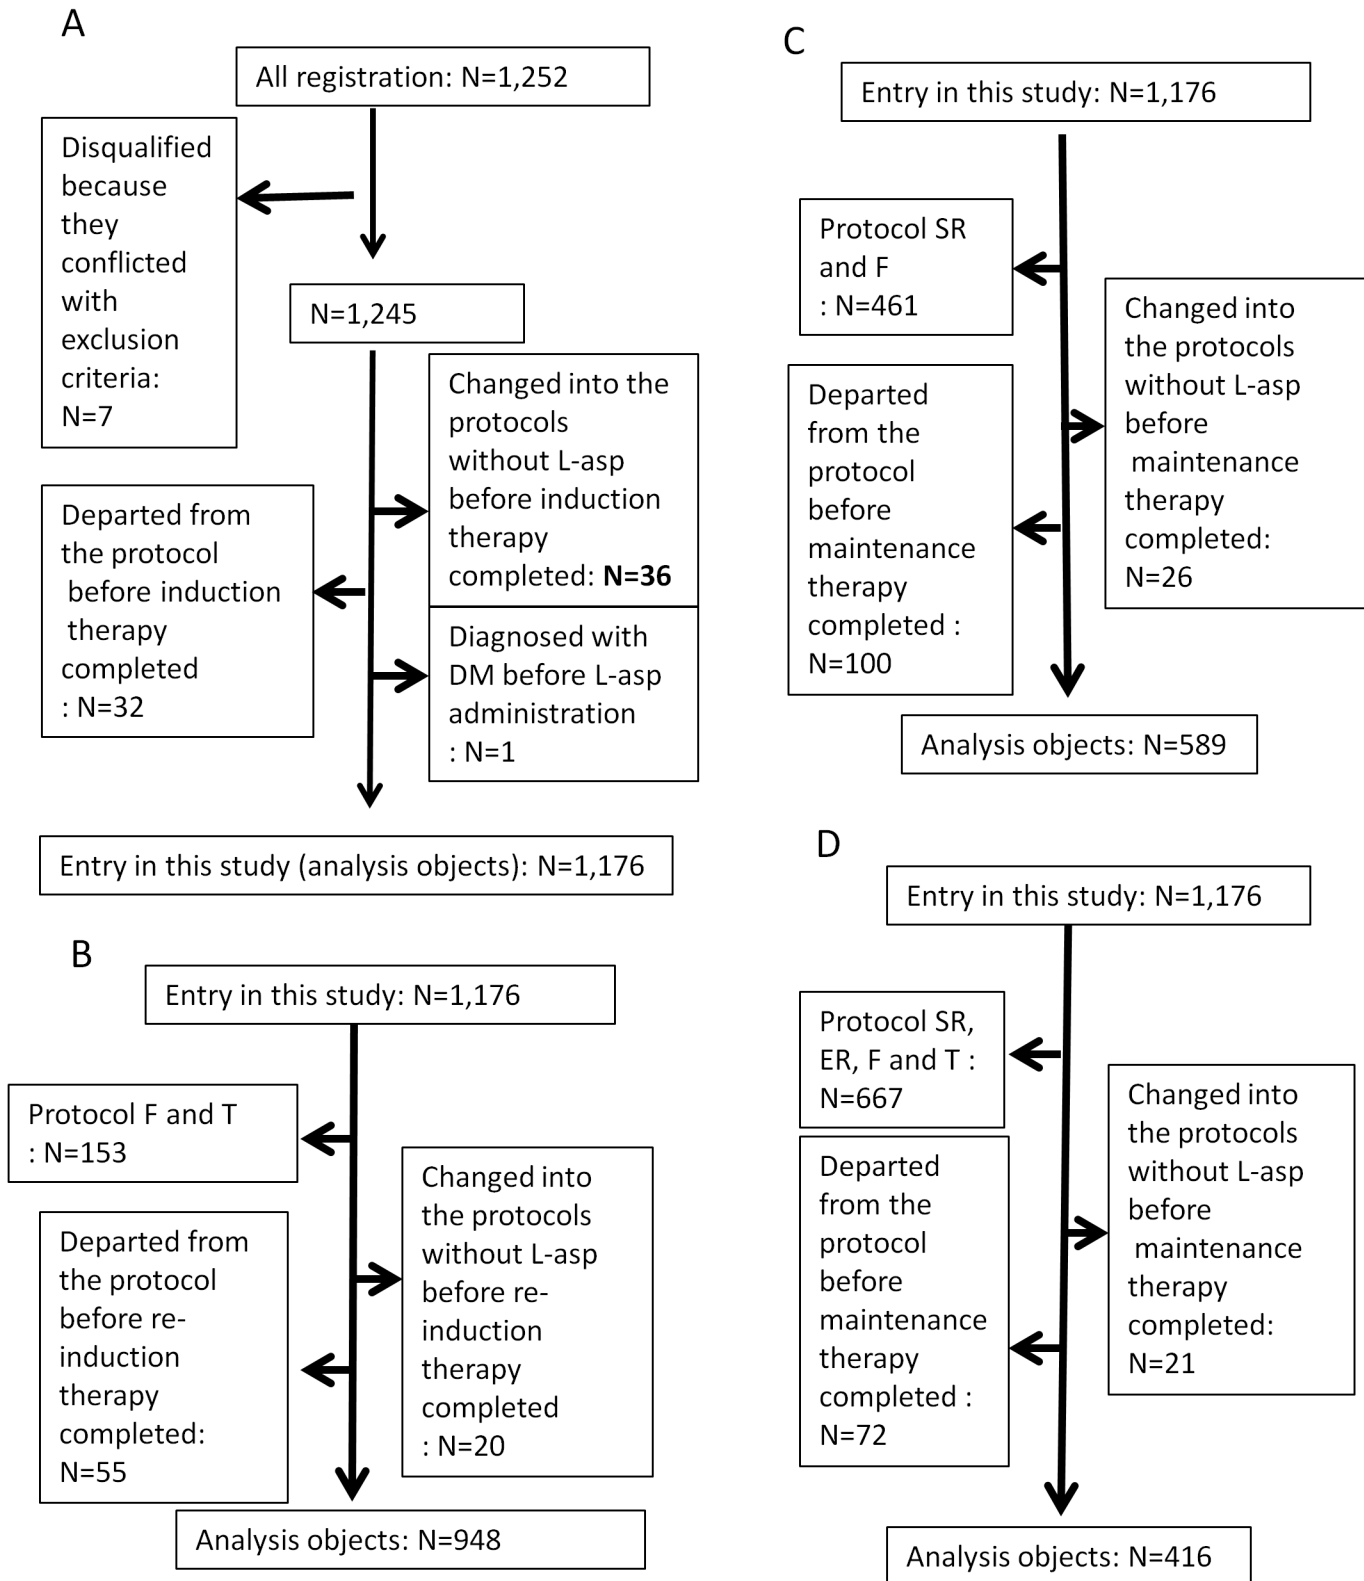 A
All registration: N=1,252
Disqualified
because
they
conflicted
with
exclusion
criteria:
N=7
N=1,245
Changed into the
protocols
without L-asp
before induction
therapy
completed: N=36
Departed from
the protocol
before induction
therapy
completed
: N=32
Diagnosed with
DM before L-asp
administration
: N=1
Entry in this study (analysis objects): N=1,176
B
Entry in this study: N=1,176
Protocol F and T
: N=153
Changed into
the protocols
without L-asp
before re-
induction
therapy
completed
: N=20
Departed from
the protocol
before re-
induction
therapy
completed:
N=55
Analysis objects: N=948
C
Entry in this study: N=1,176
Protocol SR
and F
: N=461
Changed into
the protocols
without L-asp
before
maintenance
therapy
completed:
N=26
Departed
from the
protocol
before
maintenance
therapy
completed :
N=100
Analysis objects: N=589
D
Entry in this study: N=1,176
Protocol SR,
ER, F and T :
N=667
Changed into
the protocols
without L-asp
before
maintenance
therapy
completed:
N=21
Departed
from the
protocol
before
maintenance
therapy
completed :
N=72
Analysis objects: N=416